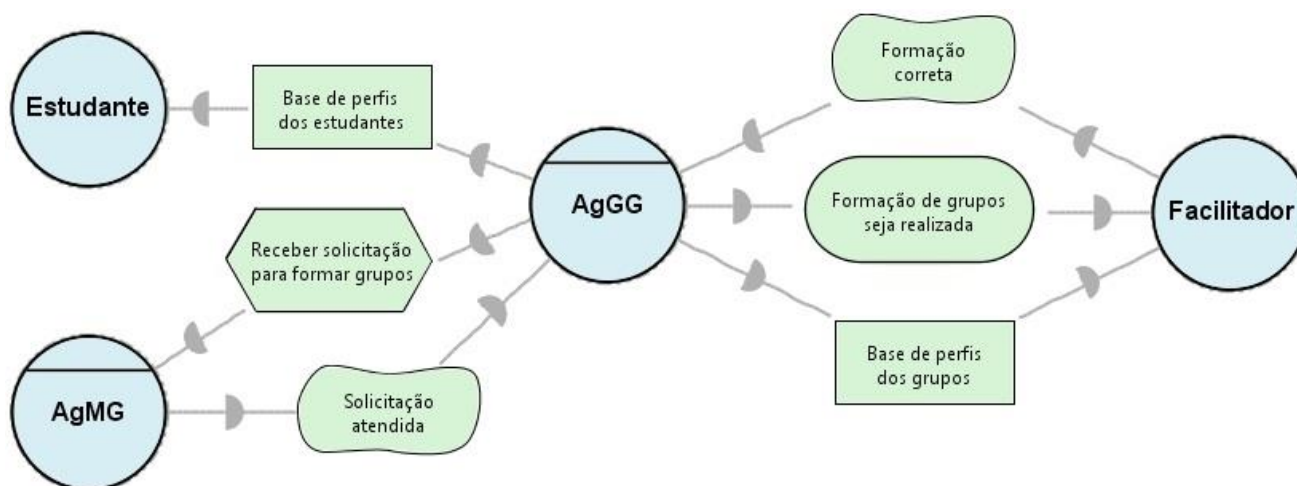 Formação
correta
Estudante
Base de perfis
dos estudantes
AgGG
Formação de grupos
seja realizada
Facilitador
Receber solicitação
para formar grupos
Base de perfis
dos grupos
AgMG
Solicitação
atendida